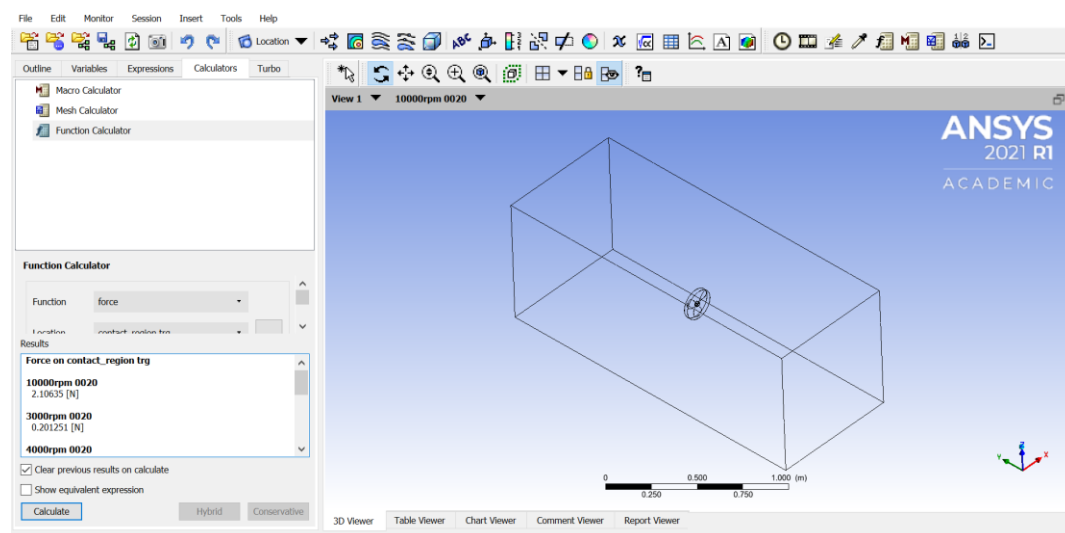 File Edit Monitor Session Insert Tools Help
Location
Outline Variables Expressions Calculators Turbo
Macro Calculator
Mesh Calculator
Function Calculator
View 1 10000rpm 0020
ANSYS
2021 R1
ACADEMIC
Function Calculator
Function force
Location contact_region trg
Results
Force on contact_region trg
10000rpm 0020
2.10635 [N]
3000rpm 0020
0.201251 [N]
4000rpm 0020
Clear previous results on calculate
Show equivalent expression
Calculate Hybrid Conservative
0 0.500 1.000 (m)
0.250 0.750
Z
Y X
3D Viewer Table Viewer Chart Viewer Comment Viewer Report Viewer